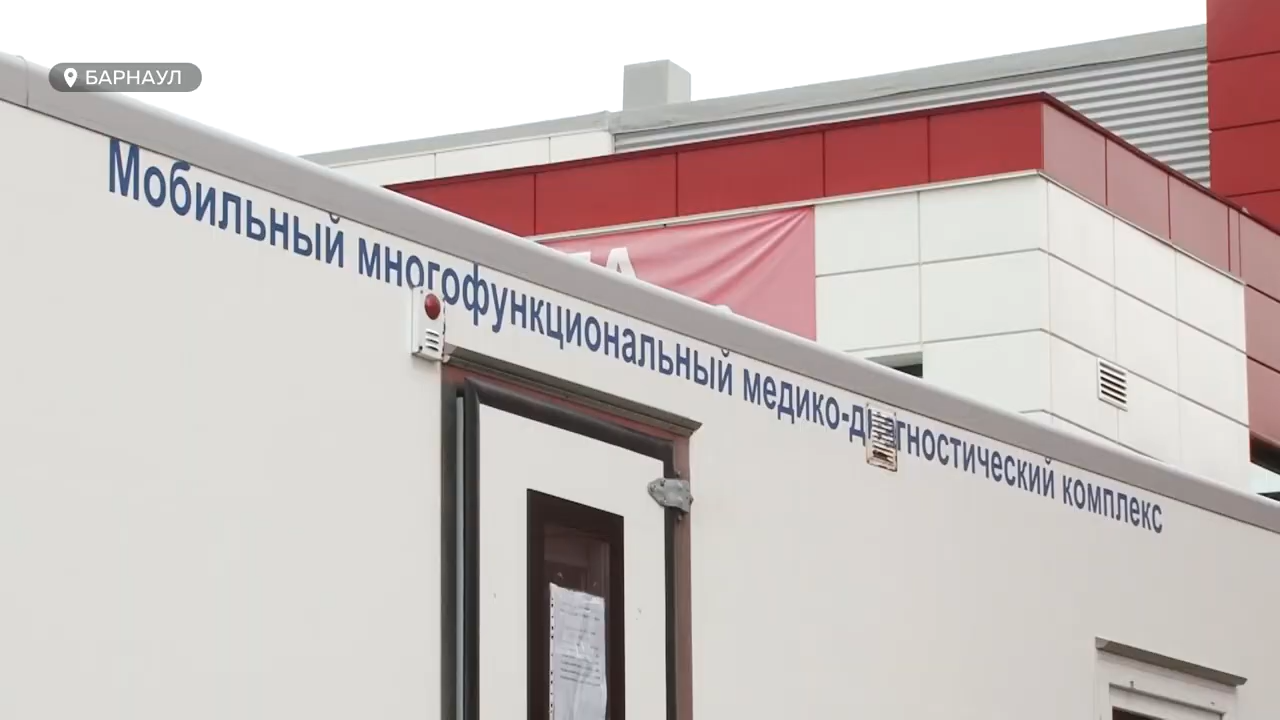 БАРНАУЛ
Мобильный многофункциональный медико-диагностический комплекс